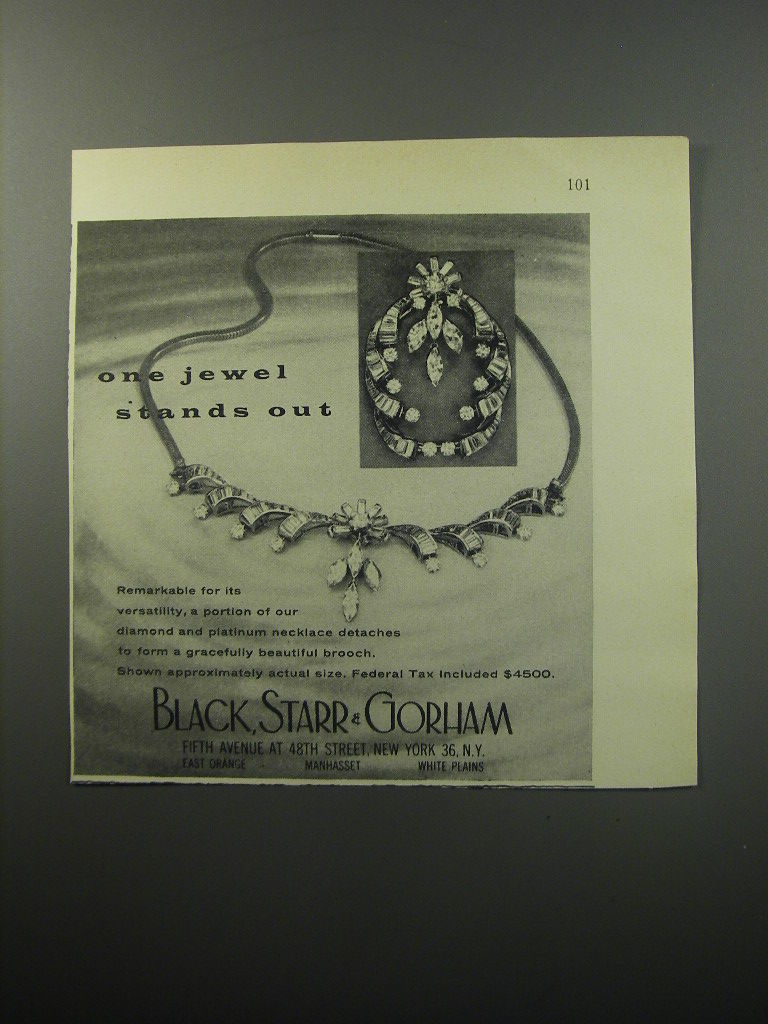 101
one jewel
stands out
Remarkable for its
versatility, a portion of our
diamond and platinum necklace detaches
to form a gracefully beautiful brooch.
Shown approximately actual size. Federal Tax Included $4500.
BLACK, STARR & GORHAM
FIFTH AVENUE AT 48TH STREET, NEW YORK 36, N.Y.
EAST ORANGE MANHASSET WHITE PLAINS